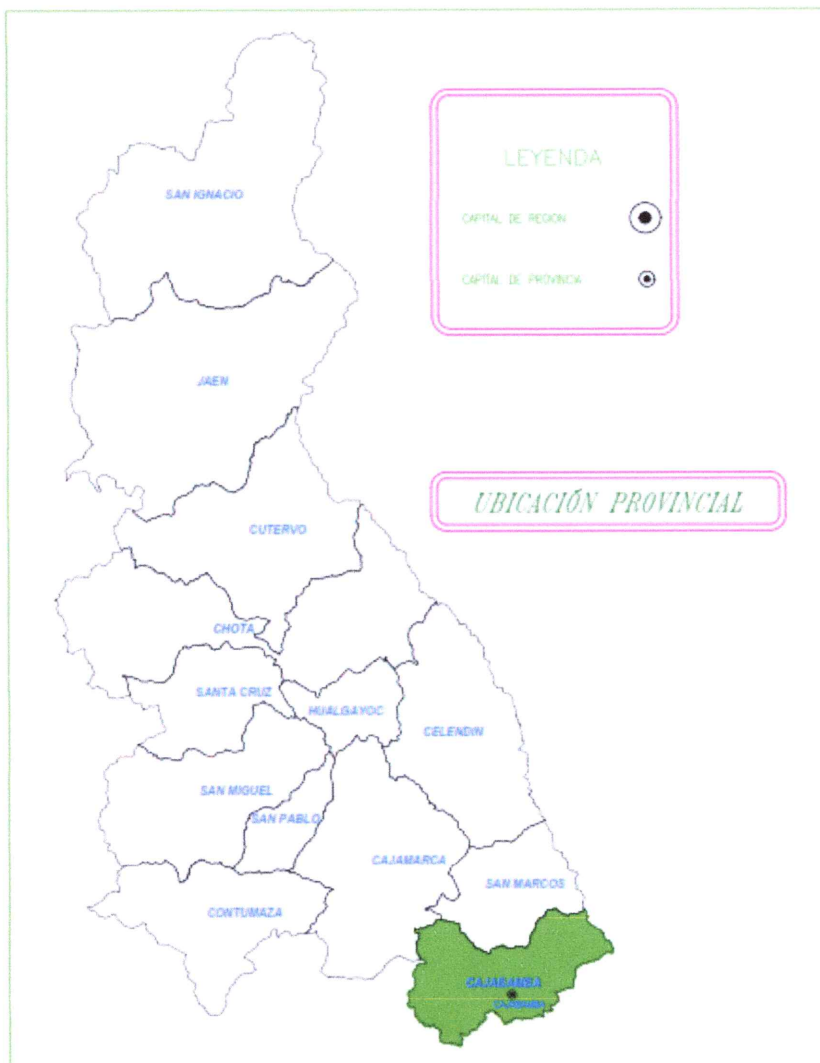 LEYENDA
CAPITAL DE REGION
CAPITAL DE PROVINCIA
UBICACIÓN PROVINCIAL
SAN IGNACIO
JAEN
CUTERVO
CHOTA
SANTA CRUZ
HUALGAYOC
CELENDIN
SAN MIGUEL
SAN PABLO
CAJAMARCA
SAN MARCOS
CONTUMAZA
CAJABAMBA
CAJABAMBA